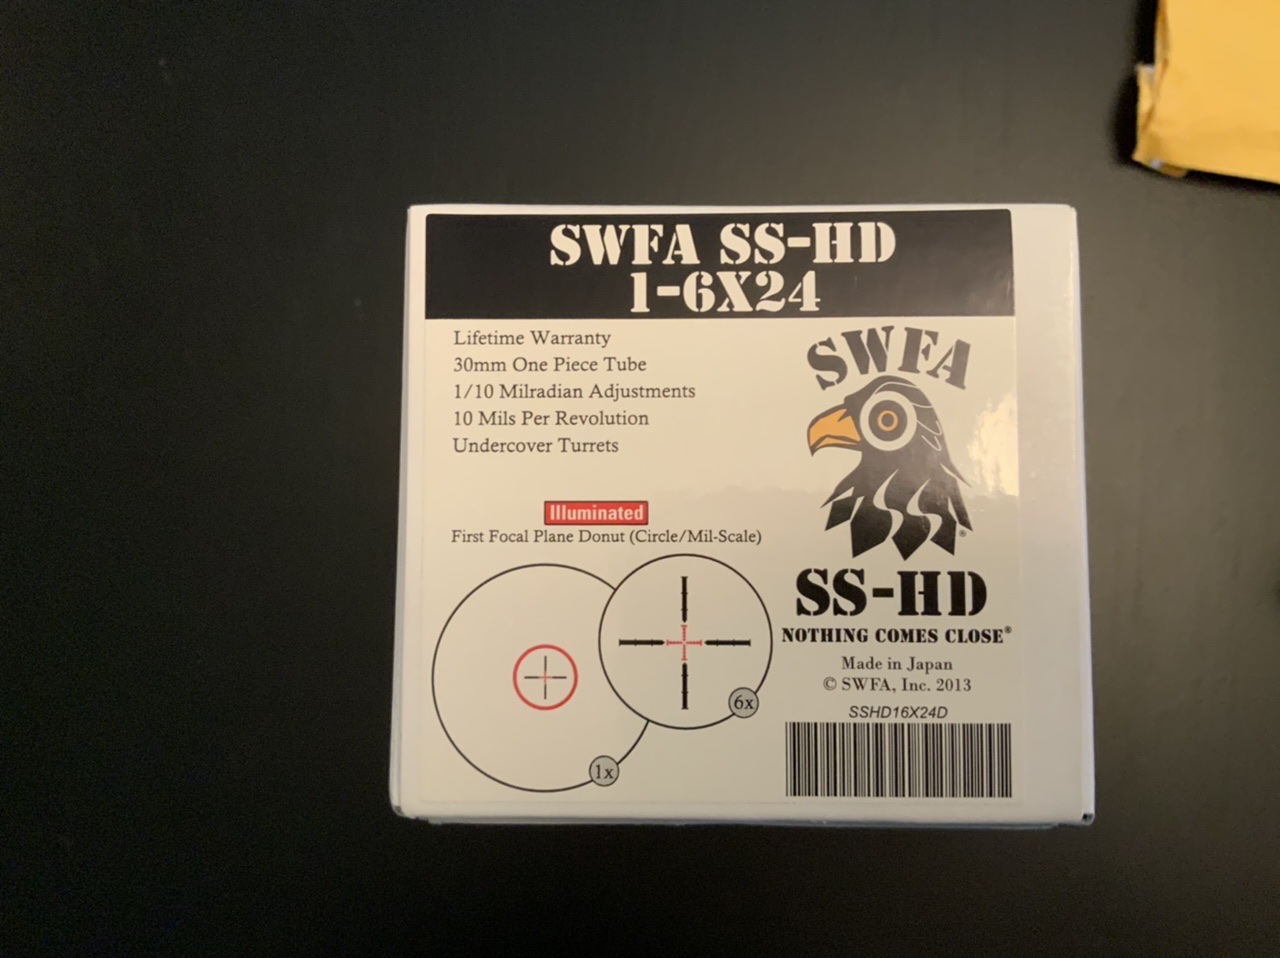 SWFA SS-HD
1-6X24
Lifetime Warranty
30mm One Piece Tube
1/10 Milradian Adjustments
10 Mils Per Revolution
Undercover Turrets
Illuminated
First Focal Plane Donut (Circle/Mil-Scale)
1x
6x
SWFA
®
SS-HD
NOTHING COMES CLOSE®
Made in Japan
© SWFA, Inc. 2013
SSHD16X24D